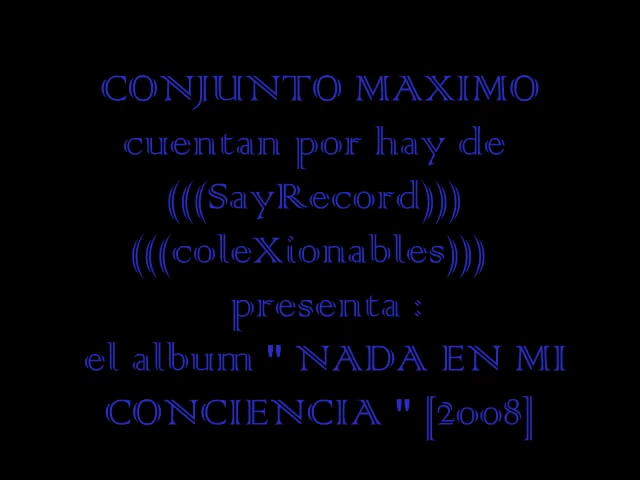 CONJUNTO MAXIMO
cuentan por hay de
(((SayRecord)))
(((coleXionables)))
presenta :
el album " NADA EN MI
CONCIENCIA " [2008]